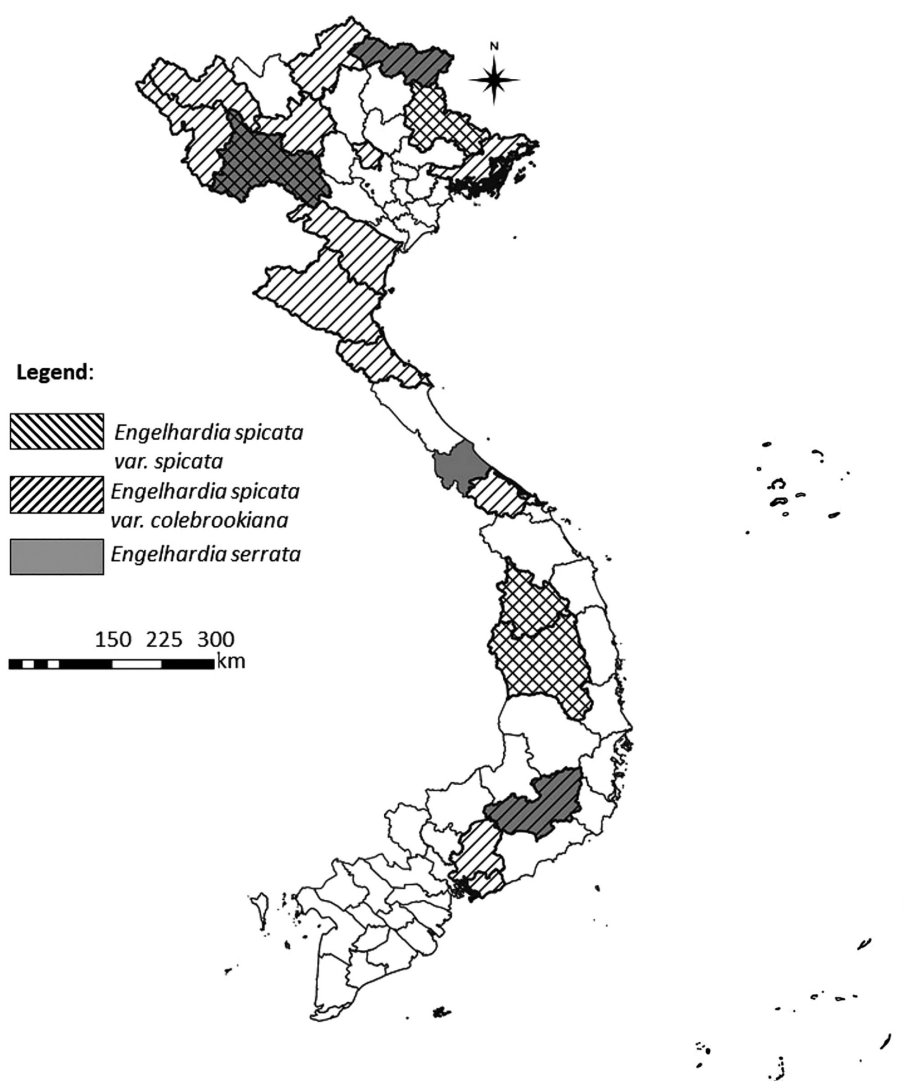 N
Legend:
Engelhardia spicata
var. spicata
Engelhardia spicata
var. colebrookiana
Engelhardia serrata
150 225 300
km